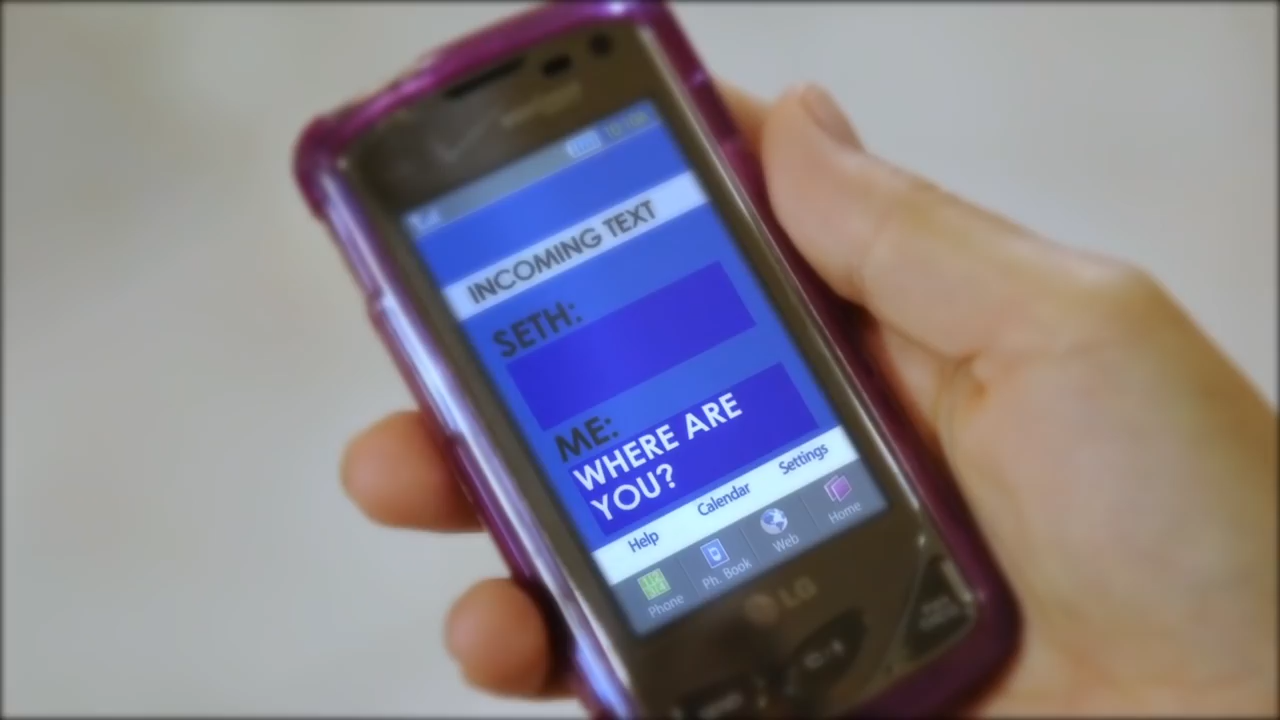 INCOMING TEXT
SETH:
ME:
WHERE ARE
YOU?
Help Calendar Settings
Phone Ph. Book Web Home
LG